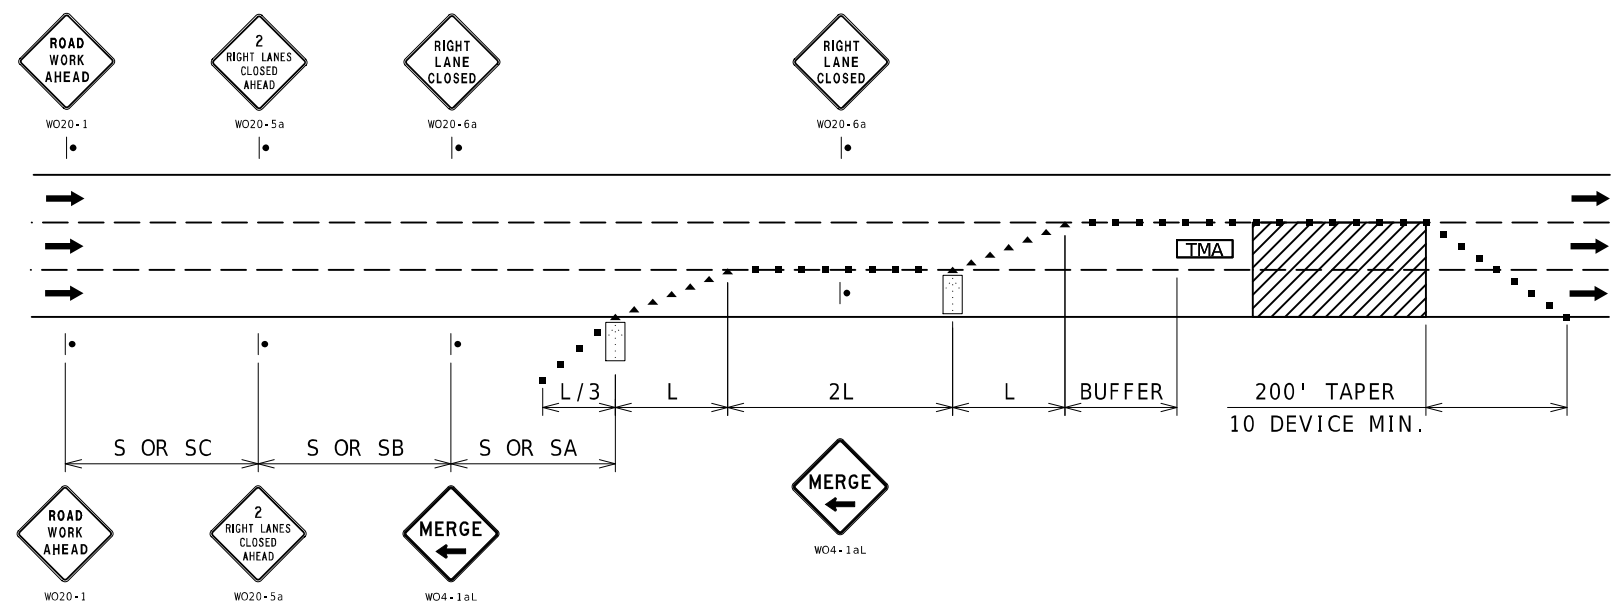 ROAD
WORK
AHEAD
WO20-1
2
RIGHT LANES
CLOSED
AHEAD
WO20-5a
RIGHT
LANE
CLOSED
WO20-6a
RIGHT
LANE
CLOSED
WO20-6a
TMA
L/3
L
2L
L
BUFFER
200' TAPER
10 DEVICE MIN.
S OR SC
S OR SB
S OR SA
ROAD
WORK
AHEAD
WO20-1
2
RIGHT LANES
CLOSED
AHEAD
WO20-5a
MERGE
WO4-1aL
MERGE
WO4-1aL